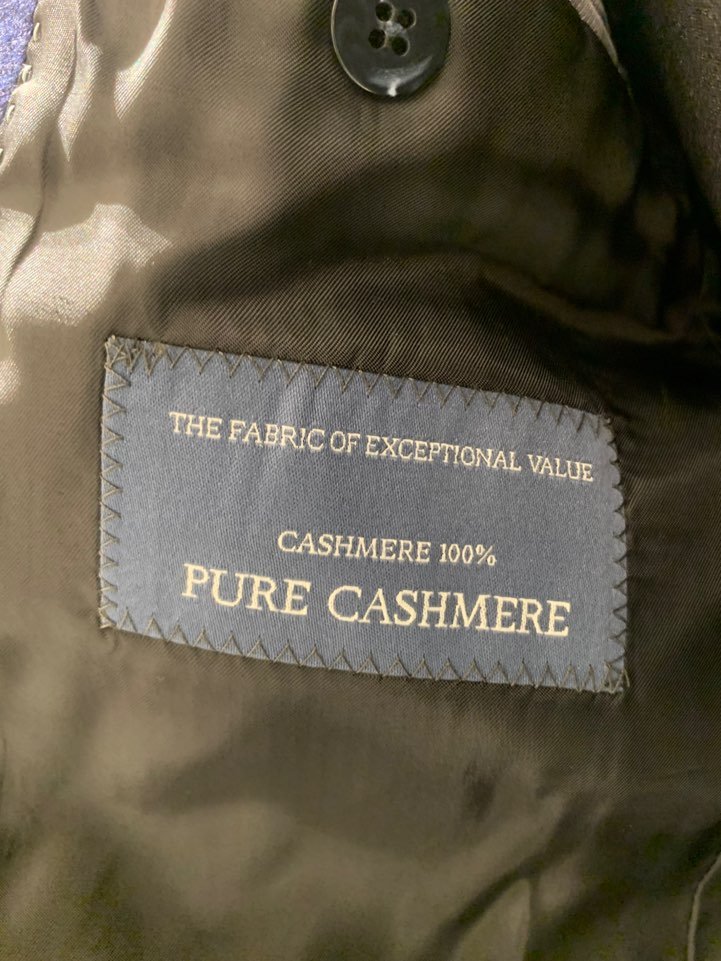 THE FABRIC OF EXCEPTIONAL VALUE
CASHMERE 100%
PURE CASHMERE